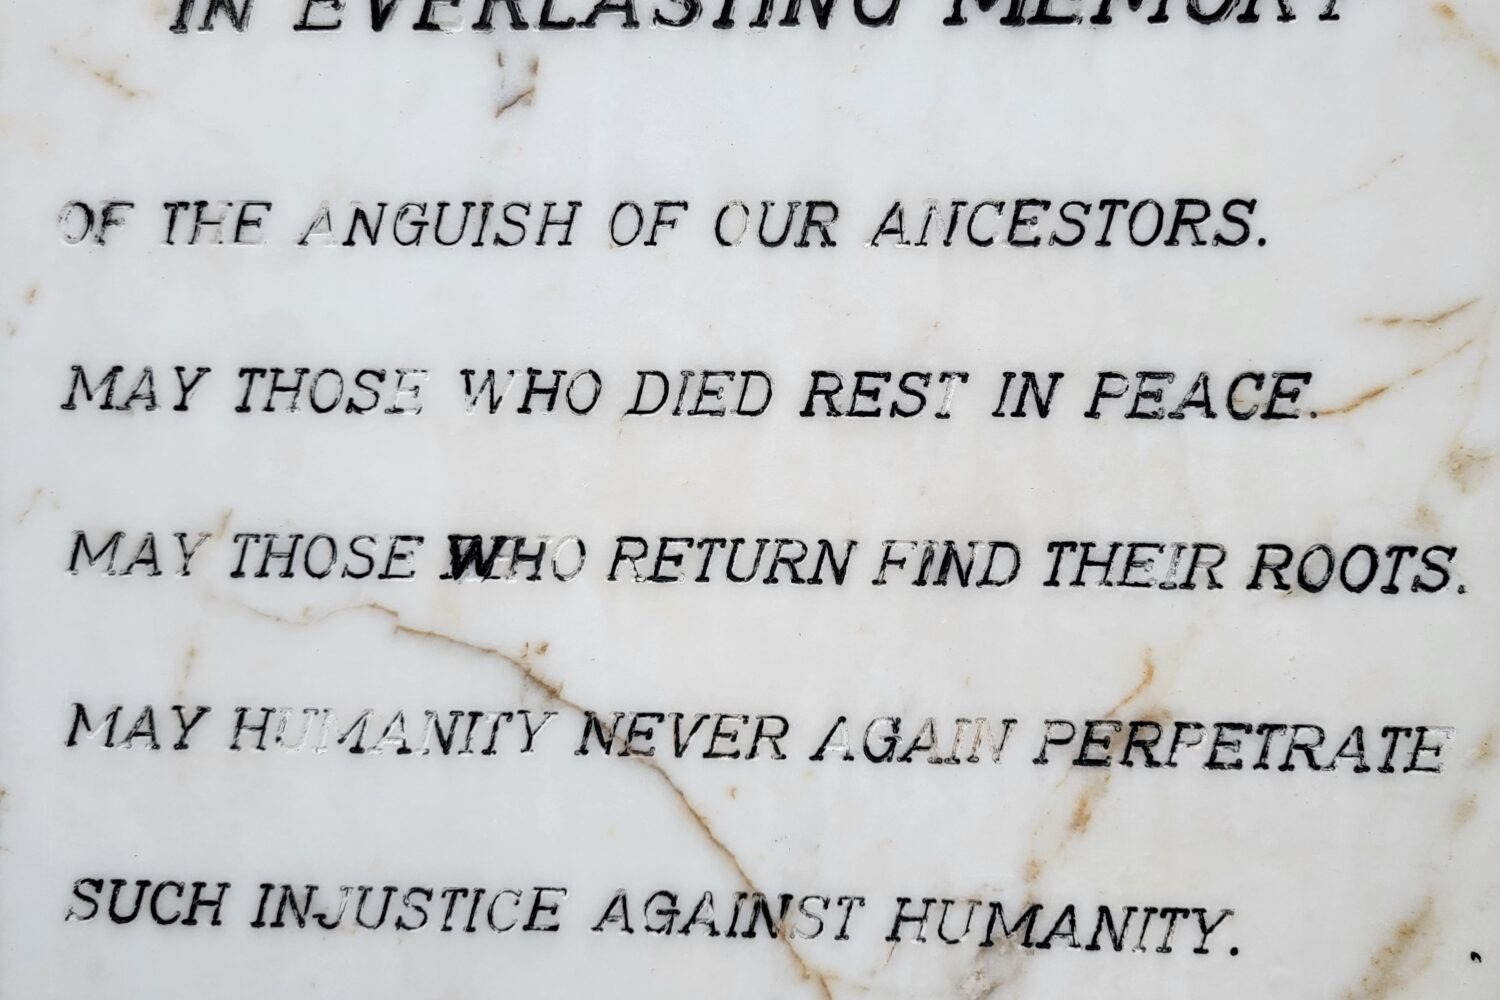 IN EVERLASTING MEMORY
OF THE ANGUISH OF OUR ANCESTORS.
MAY THOSE WHO DIED REST IN PEACE.
MAY THOSE WHO RETURN FIND THEIR ROOTS.
MAY HUMANITY NEVER AGAIN PERPETRATE
SUCH INJUSTICE AGAINST HUMANITY.